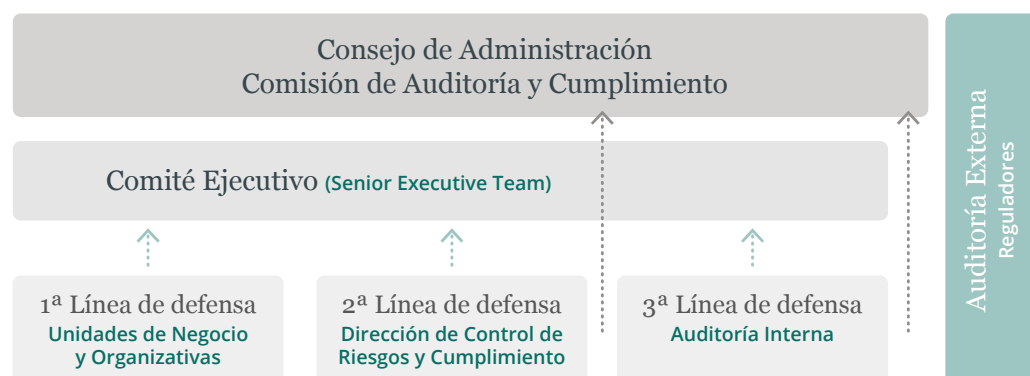 Consejo de Administración
Comisión de Auditoría y Cumplimiento
Comité Ejecutivo (Senior Executive Team)
1ª Línea de defensa
Unidades de Negocio
y Organizativas
2ª Línea de defensa
Dirección de Control de
Riesgos y Cumplimiento
3ª Línea de defensa
Auditoría Interna
Auditoría Externa
Reguladores